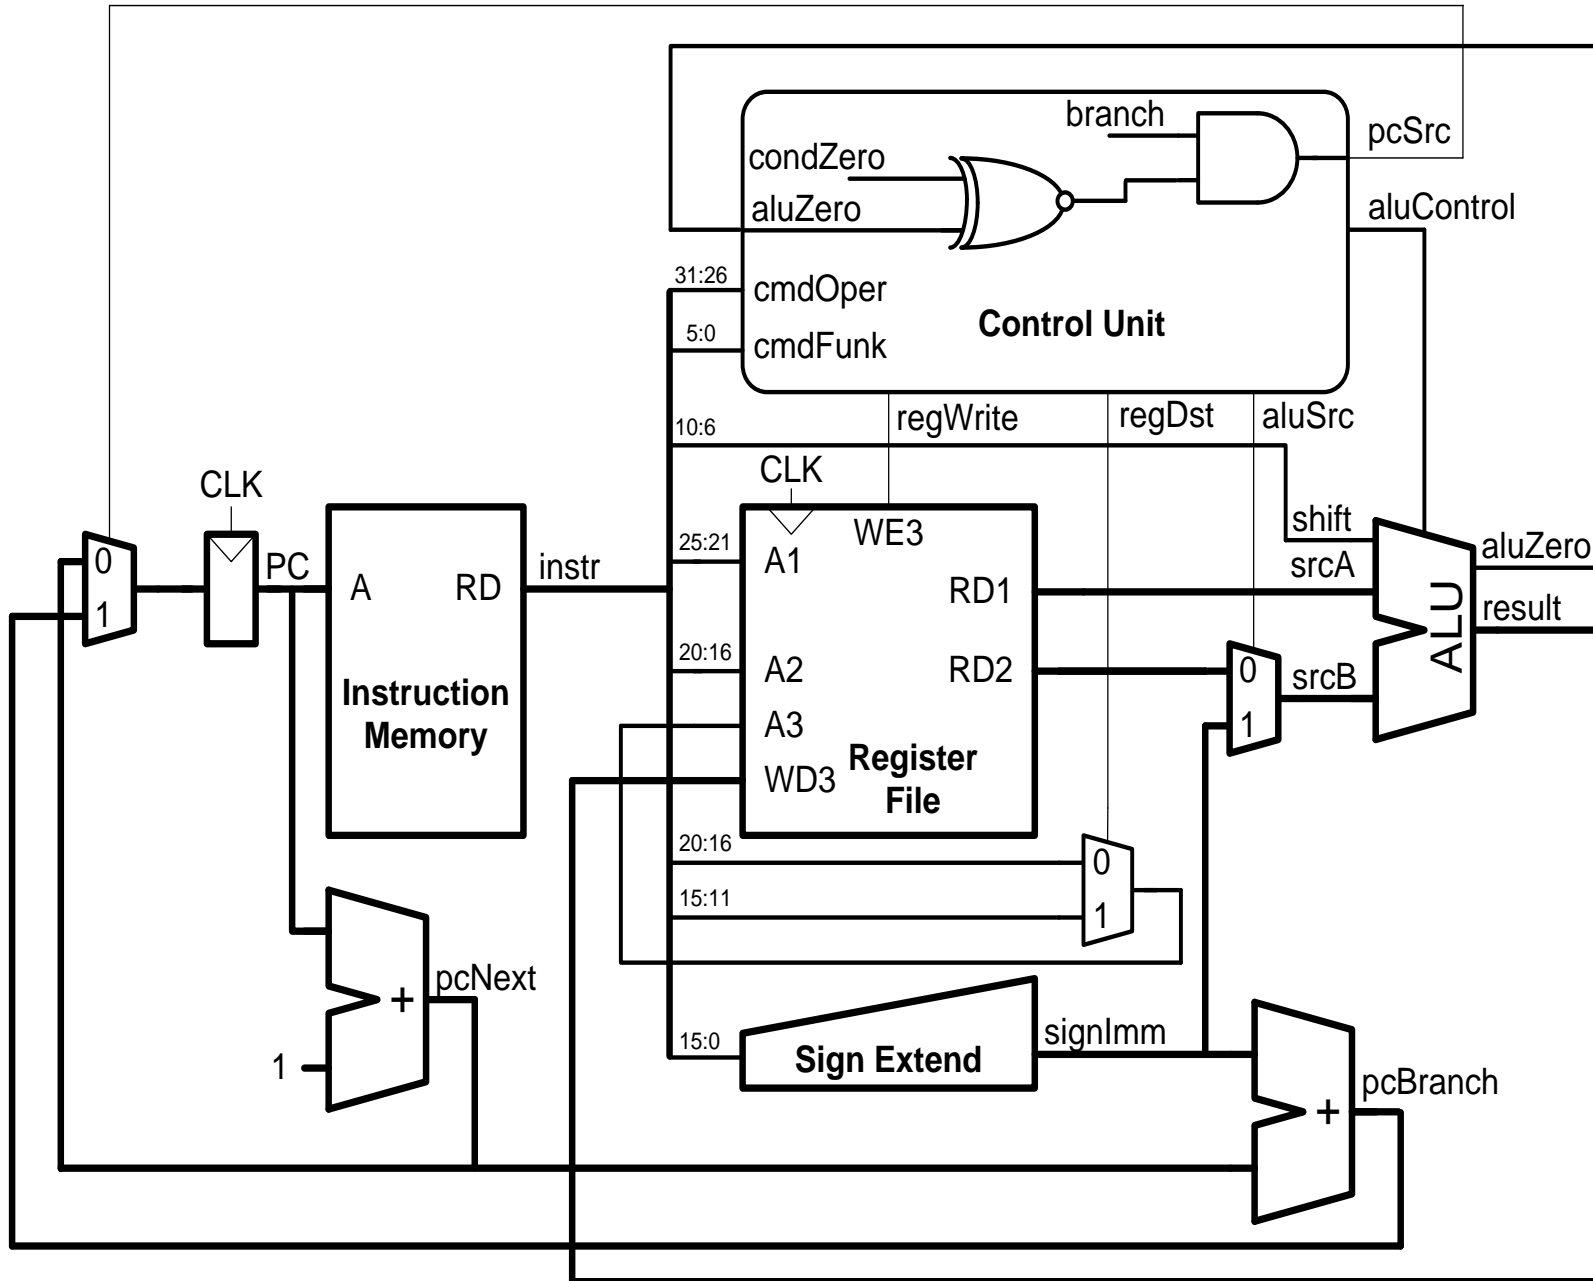 branch
pcSrc
condZero
aluZero
aluControl
31:26
cmdOper
Control Unit
5:0
cmdFunk
regWrite
regDst
aluSrc
10:6
CLK
CLK
WE3
shift
0
PC
A
RD
instr
25:21
A1
RD1
srcA
aluZero
1
result
ALU
20:16
A2
RD2
0
srcB
Instruction
Memory
A3
1
WD3
Register
File
20:16
0
15:11
1
pcNext
+
1
15:0
Sign Extend
signImm
pcBranch
+